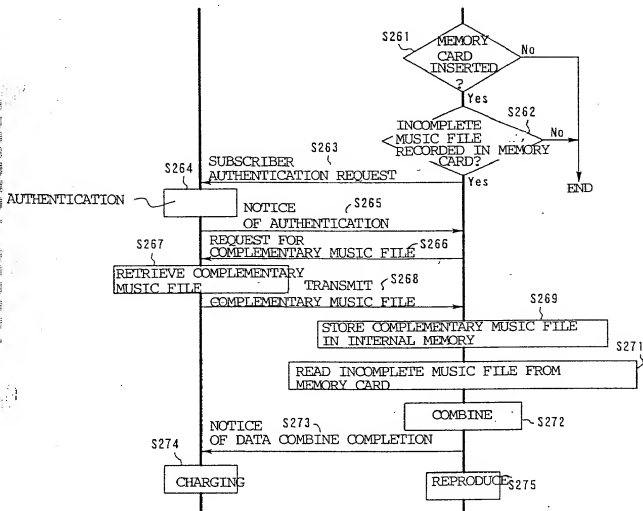 S261
MEMORY
CARD
INSERTED
?
No
Yes
S262
INCOMPLETE
MUSIC FILE
RECORDED IN MEMORY
CARD?
No
Yes
END
S263
SUBSCRIBER
AUTHENTICATION REQUEST
S264
AUTHENTICATION
NOTICE
OF AUTHENTICATION
S265
REQUEST FOR
COMPLEMENTARY MUSIC FILE
S266
S267
RETRIEVE COMPLEMENTARY
MUSIC FILE
TRANSMIT
COMPLEMENTARY MUSIC FILE
S268
S269
STORE COMPLEMENTARY MUSIC FILE
IN INTERNAL MEMORY
S271
READ INCOMPLETE MUSIC FILE FROM
MEMORY CARD
COMBINE
S272
NOTICE
OF DATA COMBINE COMPLETION
S273
S274
CHARGING
REPRODUCE
S275